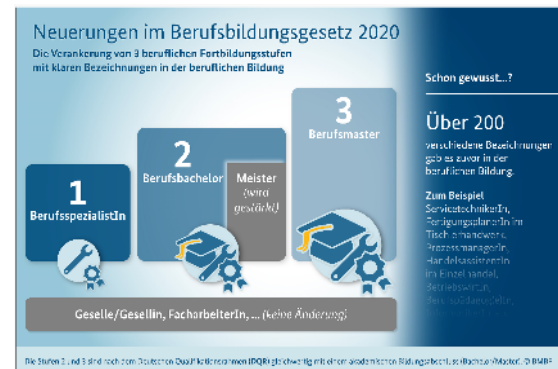 Neuerungen im Berufsbildungsgesetz 2020
Die Verankerung von 3 beruflichen Fortbildungsstufen
mit klaren Bezeichnungen in der beruflichen Bildung
1
BerufsspezialistIn
2
Berufsbachelor
Meister
(wird
gestärkt)
3
Berufsmaster
Geselle/Gesellin, FacharbeiterIn, ... (keine Änderung)
Schon gewusst...?
Über 200
verschiedene Bezeichnungen
gab es zuvor in der
beruflichen Bildung.
Zum Beispiel
ServicetechnikerIn,
FertigungsplanerIn im
Tischlerhandwerk,
ProzessmanagerIn,
HandelsassistentIn
im Einzelhandel,
BetriebswirtIn,
BerufspädagogeIn,
Die Stufen 2 und 3 sind nach dem Deutschen Qualifikationsrahmen (DQR) gleichwertig mit einem akademischen Bildungsabschluss (Bachelor/Master). © BMBF